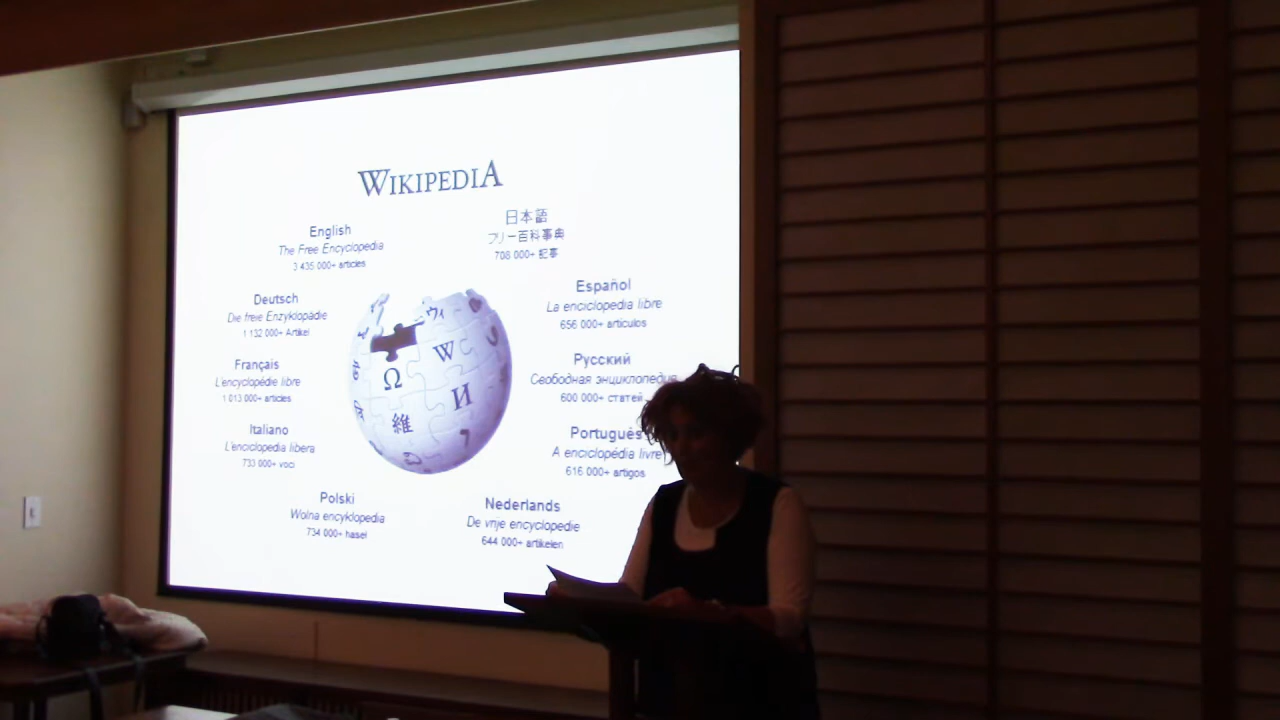 WIKIPEDIA
English
The Free Encyclopedia
3 435 000+ articles
日本語
フリー百科事典
708 000+ 記事
Deutsch
Die freie Enzyklopädie
1 132 000+ Artikel
Español
La enciclopedia libre
656 000+ artículos
Français
L'encyclopédie libre
1 013 000+ articles
Русский
Свободная энциклопедия
600 000+ статей
Italiano
L'enciclopedia libera
733 000+ voci
Português
A enciclopédia livre
616 000+ artigos
Polski
Wolna encyklopedia
734 000+ haseł
Nederlands
De vrije encyclopedie
644 000+ artikelen
ウィ
W
Ω
И
維